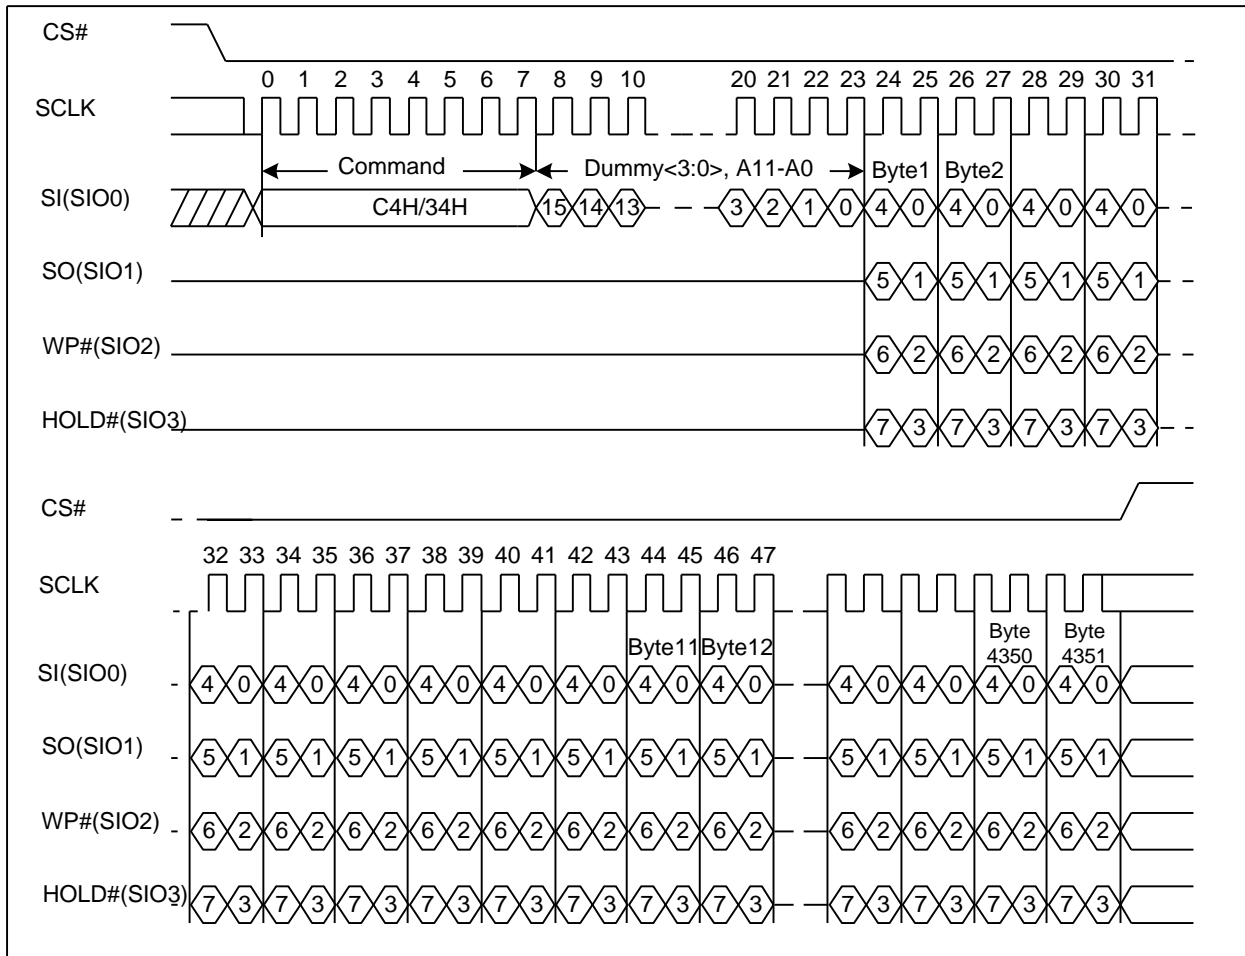 CS#
0 1 2 3 4 5 6 7 8 9 10 20 21 22 23 24 25 26 27 28 29 30 31
SCLK
Command Dummy<3:0>, A11-A0 Byte1 Byte2
SI(SIO0) C4H/34H 15 14 13 3 2 1 0 4 0 4 0 4 0 4 0
SO(SIO1) 5 1 5 1 5 1 5 1
WP#(SIO2) 6 2 6 2 6 2 6 2
HOLD#(SIO3) 7 3 7 3 7 3 7 3
CS#
32 33 34 35 36 37 38 39 40 41 42 43 44 45 46 47
SCLK
Byte11 Byte12 Byte 4350 Byte 4351
SI(SIO0) 4 0 4 0 4 0 4 0 4 0 4 0 4 0 4 0 4 0 4 0 4 0 4 0
SO(SIO1) 5 1 5 1 5 1 5 1 5 1 5 1 5 1 5 1 5 1 5 1 5 1 5 1
WP#(SIO2) 6 2 6 2 6 2 6 2 6 2 6 2 6 2 6 2 6 2 6 2 6 2 6 2
HOLD#(SIO3) 7 3 7 3 7 3 7 3 7 3 7 3 7 3 7 3 7 3 7 3 7 3 7 3